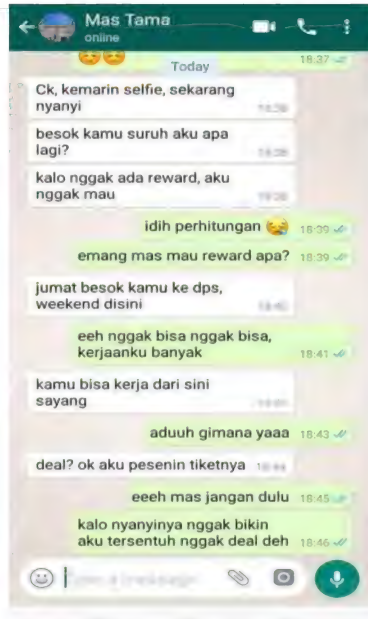 Mas Tama
online
18:37
Today
Ck, kemarin selfie, sekarang
nyanyi
besok kamu suruh aku apa
lagi?
kalo nggak ada reward, aku
nggak mau
idih perhitungan 😪 18:39
emang mas mau reward apa? 18:39
jumat besok kamu ke dps,
weekend disini
eeh nggak bisa nggak bisa,
kerjaanku banyak 18:41
kamu bisa kerja dari sini
sayang
aduuh gimana yaaa 18:43
deal? ok aku pesenin tiketnya
eeeh mas jangan dulu 18:45
kalo nyanyinya nggak bikin
aku tersentuh nggak deal deh 18:46